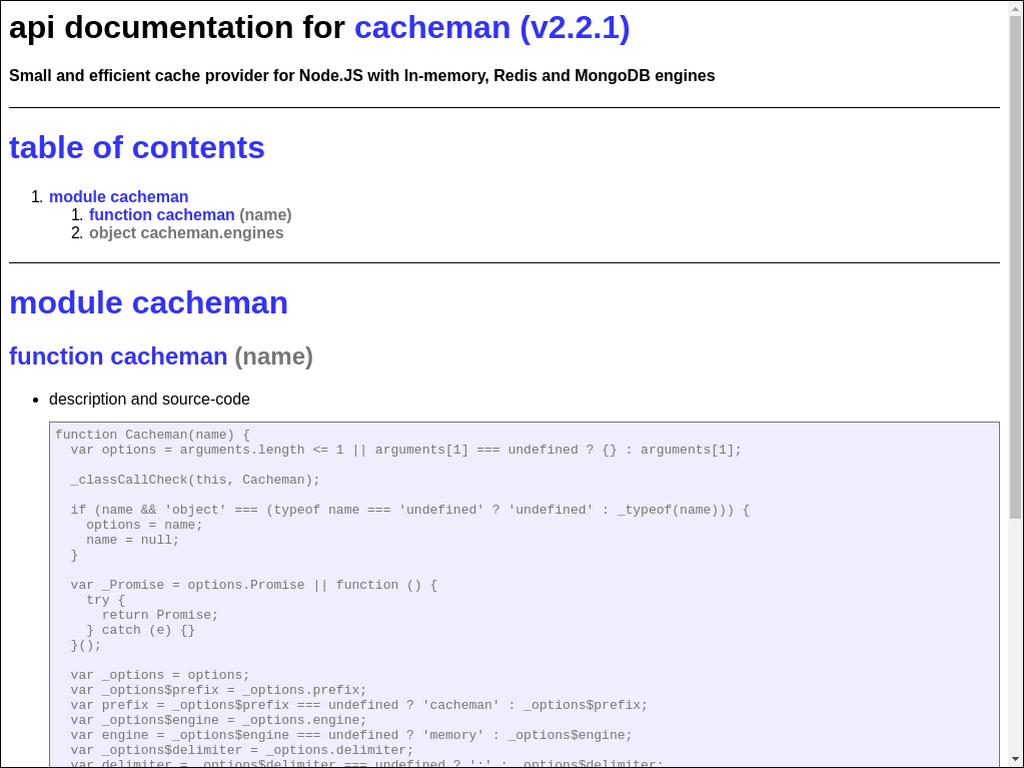 api documentation for cacheman (v2.2.1)
Small and efficient cache provider for Node.JS with In-memory, Redis and MongoDB engines
table of contents
1. module cacheman
1. function cacheman (name)
2. object cacheman.engines
module cacheman
function cacheman (name)
• description and source-code
function Cacheman(name) {
  var options = arguments.length <= 1 || arguments[1] === undefined ? {} : arguments[1];
  _classCallCheck(this, Cacheman);
  if (name && 'object' === (typeof name === 'undefined' ? 'undefined' : _typeof(name))) {
    options = name;
    name = null;
  }
  var _Promise = options.Promise || function () {
    try {
      return Promise;
    } catch (e) {}
  }();
  var _options = options;
  var _options$prefix = _options.prefix;
  var prefix = _options$prefix === undefined ? 'cacheman' : _options$prefix;
  var _options$engine = _options.engine;
  var engine = _options$engine === undefined ? 'memory' : _options$engine;
  var _options$delimiter = _options.delimiter;
  var delimiter = _options$delimiter === undefined ? ':' : _options$delimiter;